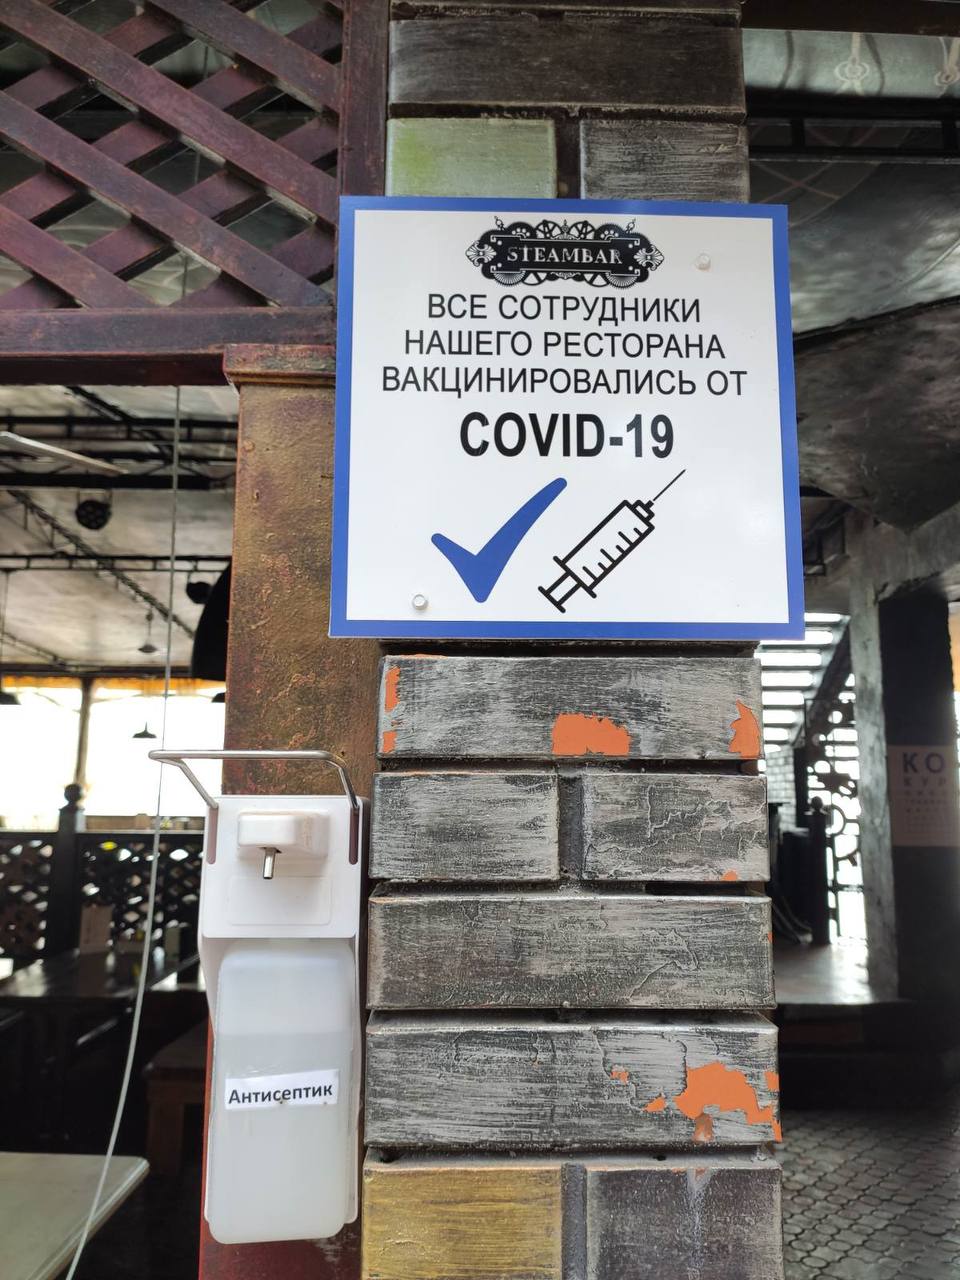 STEAMBAR
ВСЕ СОТРУДНИКИ
НАШЕГО РЕСТОРАНА
ВАКЦИНИРОВАЛИСЬ ОТ
COVID-19
Антисептик